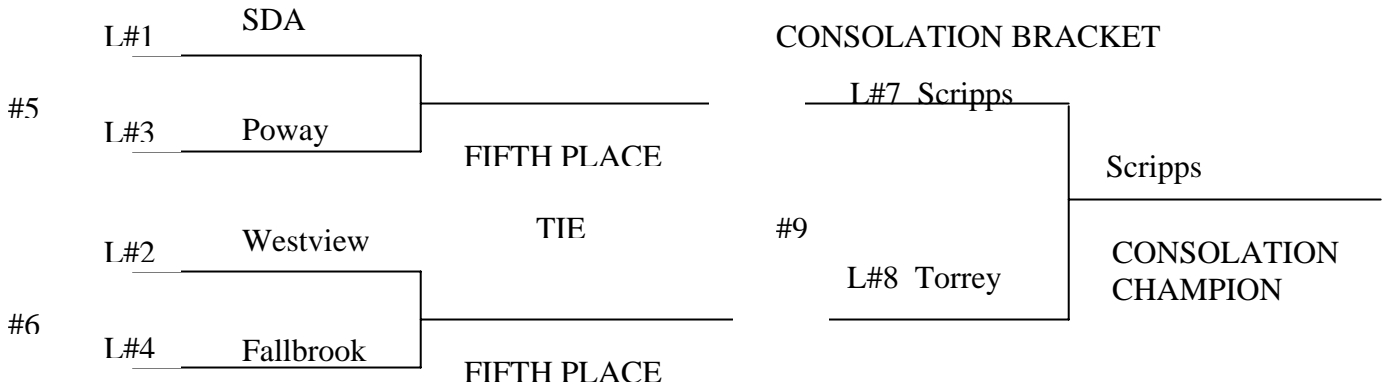 SDA
L#1
CONSOLATION BRACKET
L#7 Scripps
#5
L#3 Poway
FIFTH PLACE
Scripps
TIE
#9
L#2 Westview
CONSOLATION
CHAMPION
L#8 Torrey
#6
L#4 Fallbrook
FIFTH PLACE